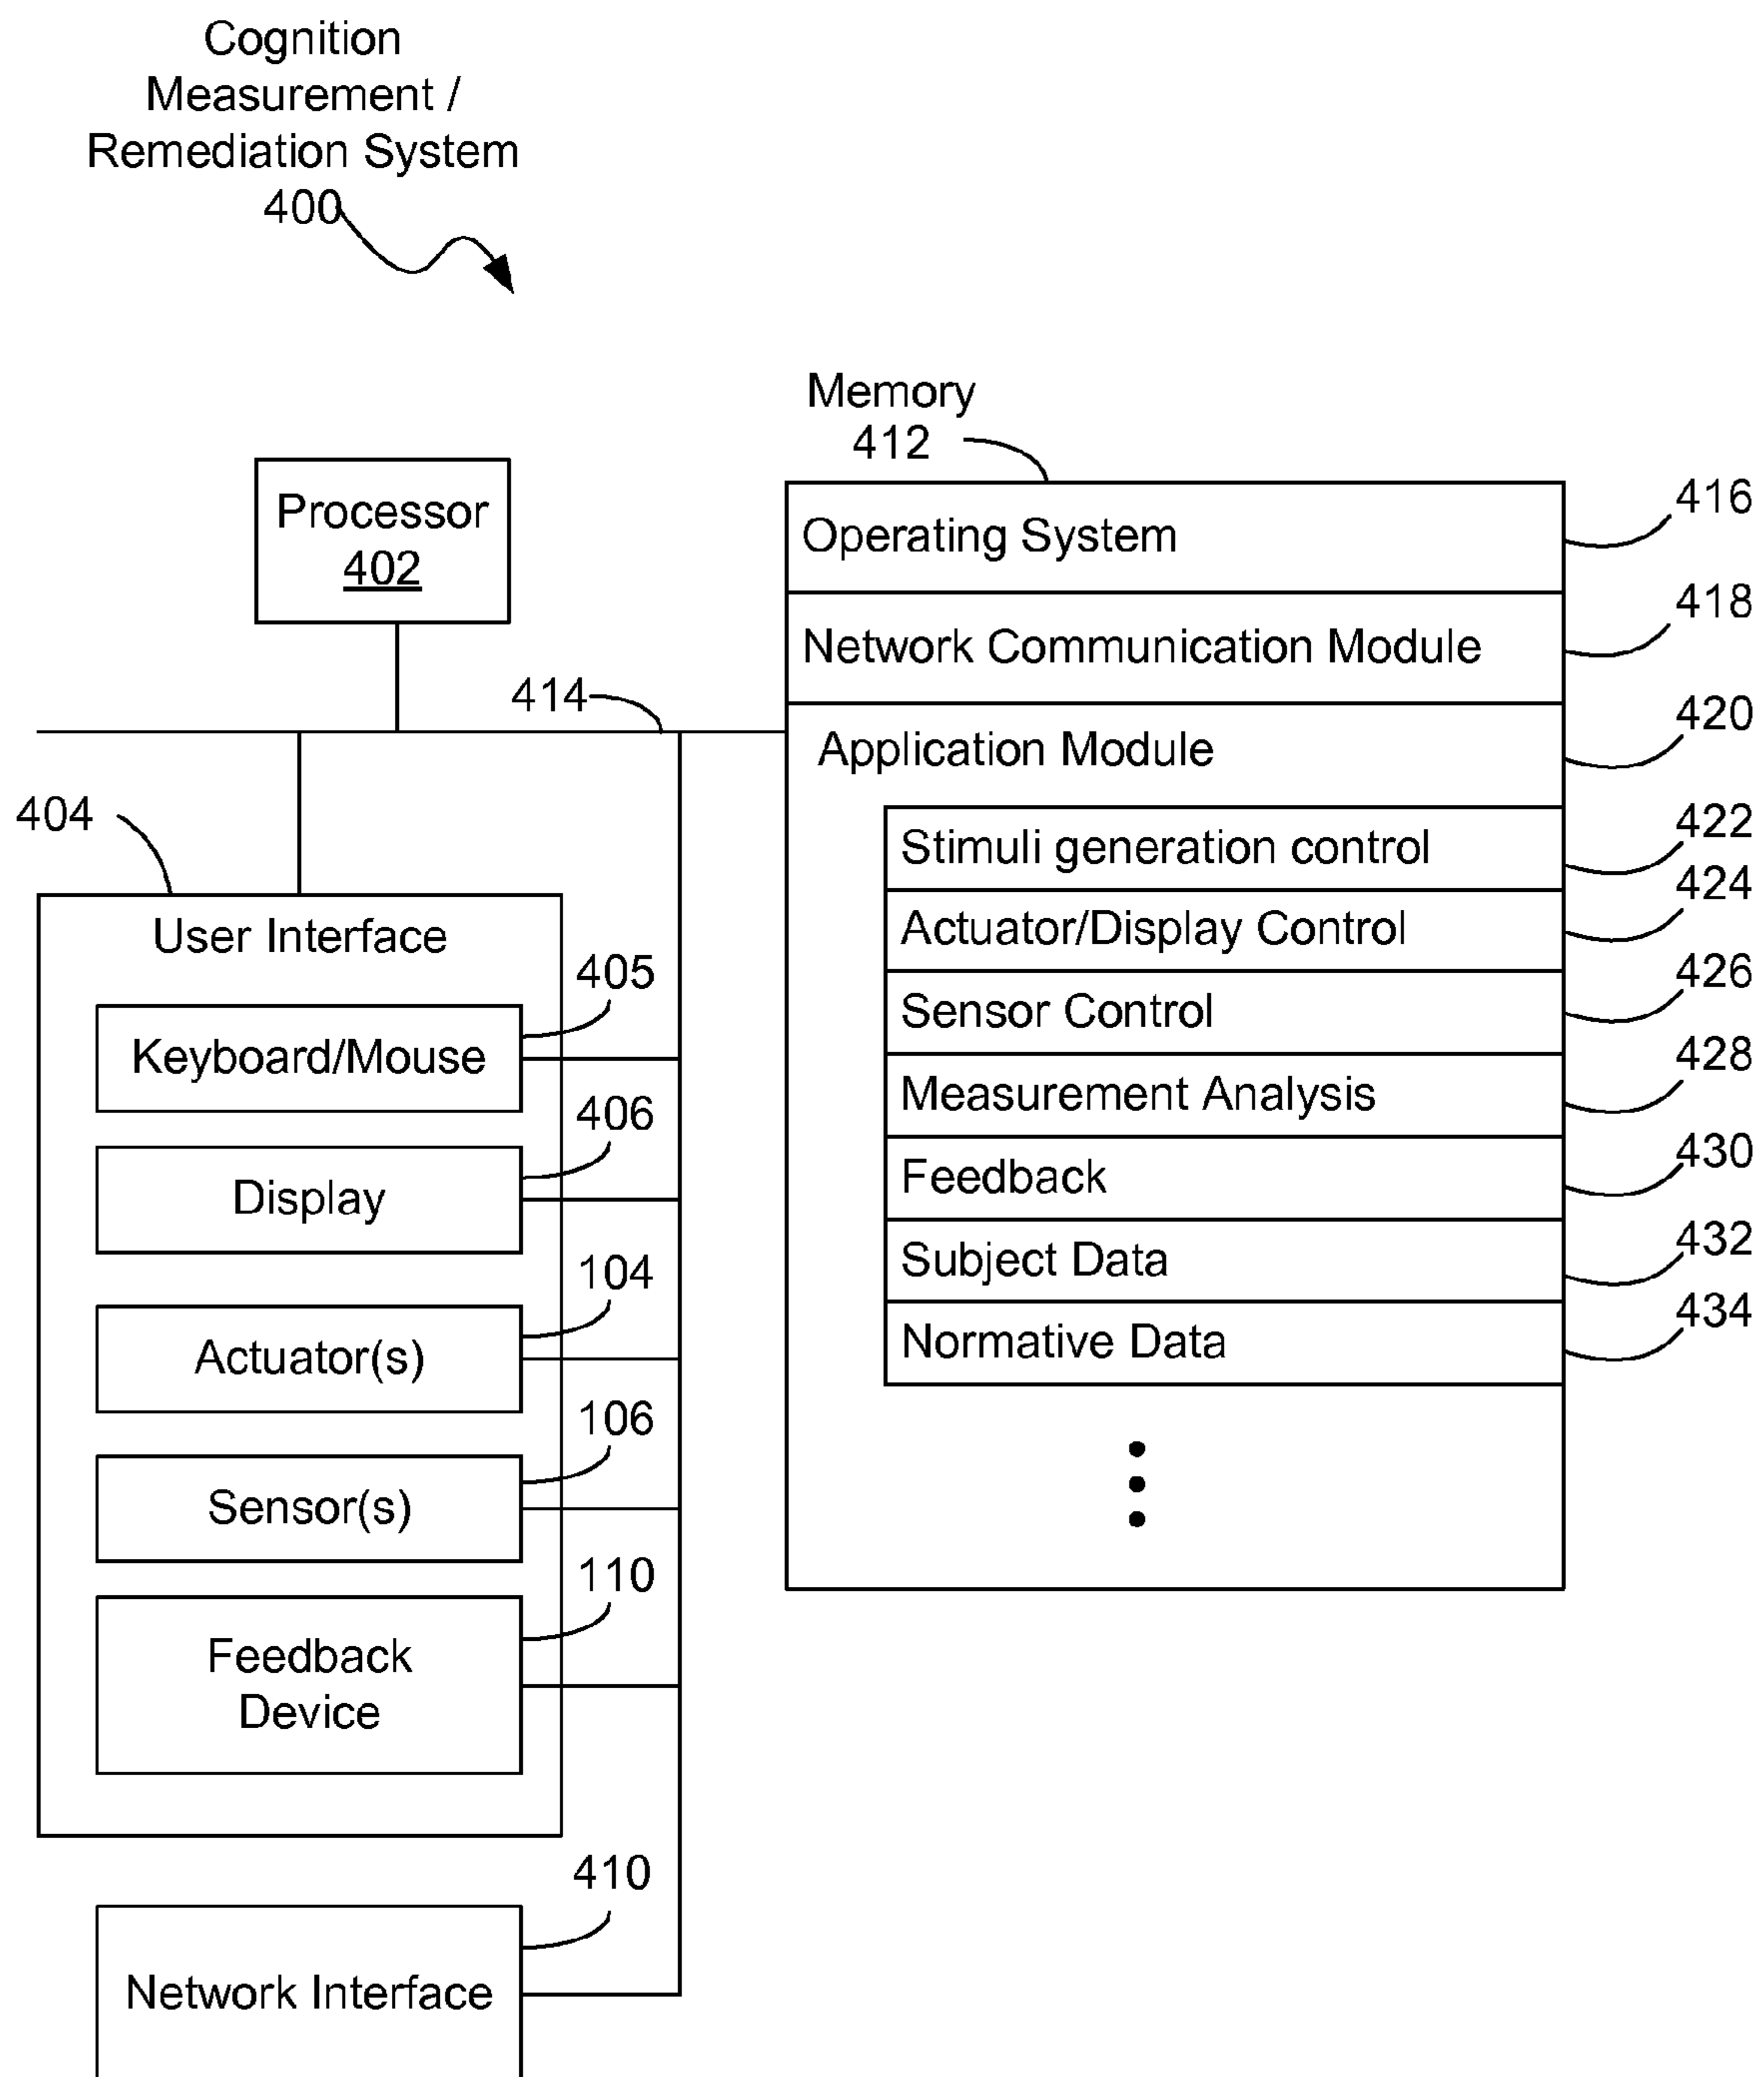 Cognition
Measurement /
Remediation System
400
Memory
412
Processor
402
Operating System
416
Network Communication Module
418
414
Application Module
420
404
Stimuli generation control
422
Actuator/Display Control
424
Sensor Control
426
Measurement Analysis
428
Feedback
430
Subject Data
432
Normative Data
434
User Interface
405
Keyboard/Mouse
406
Display
104
Actuator(s)
106
Sensor(s)
110
Feedback
Device
410
Network Interface